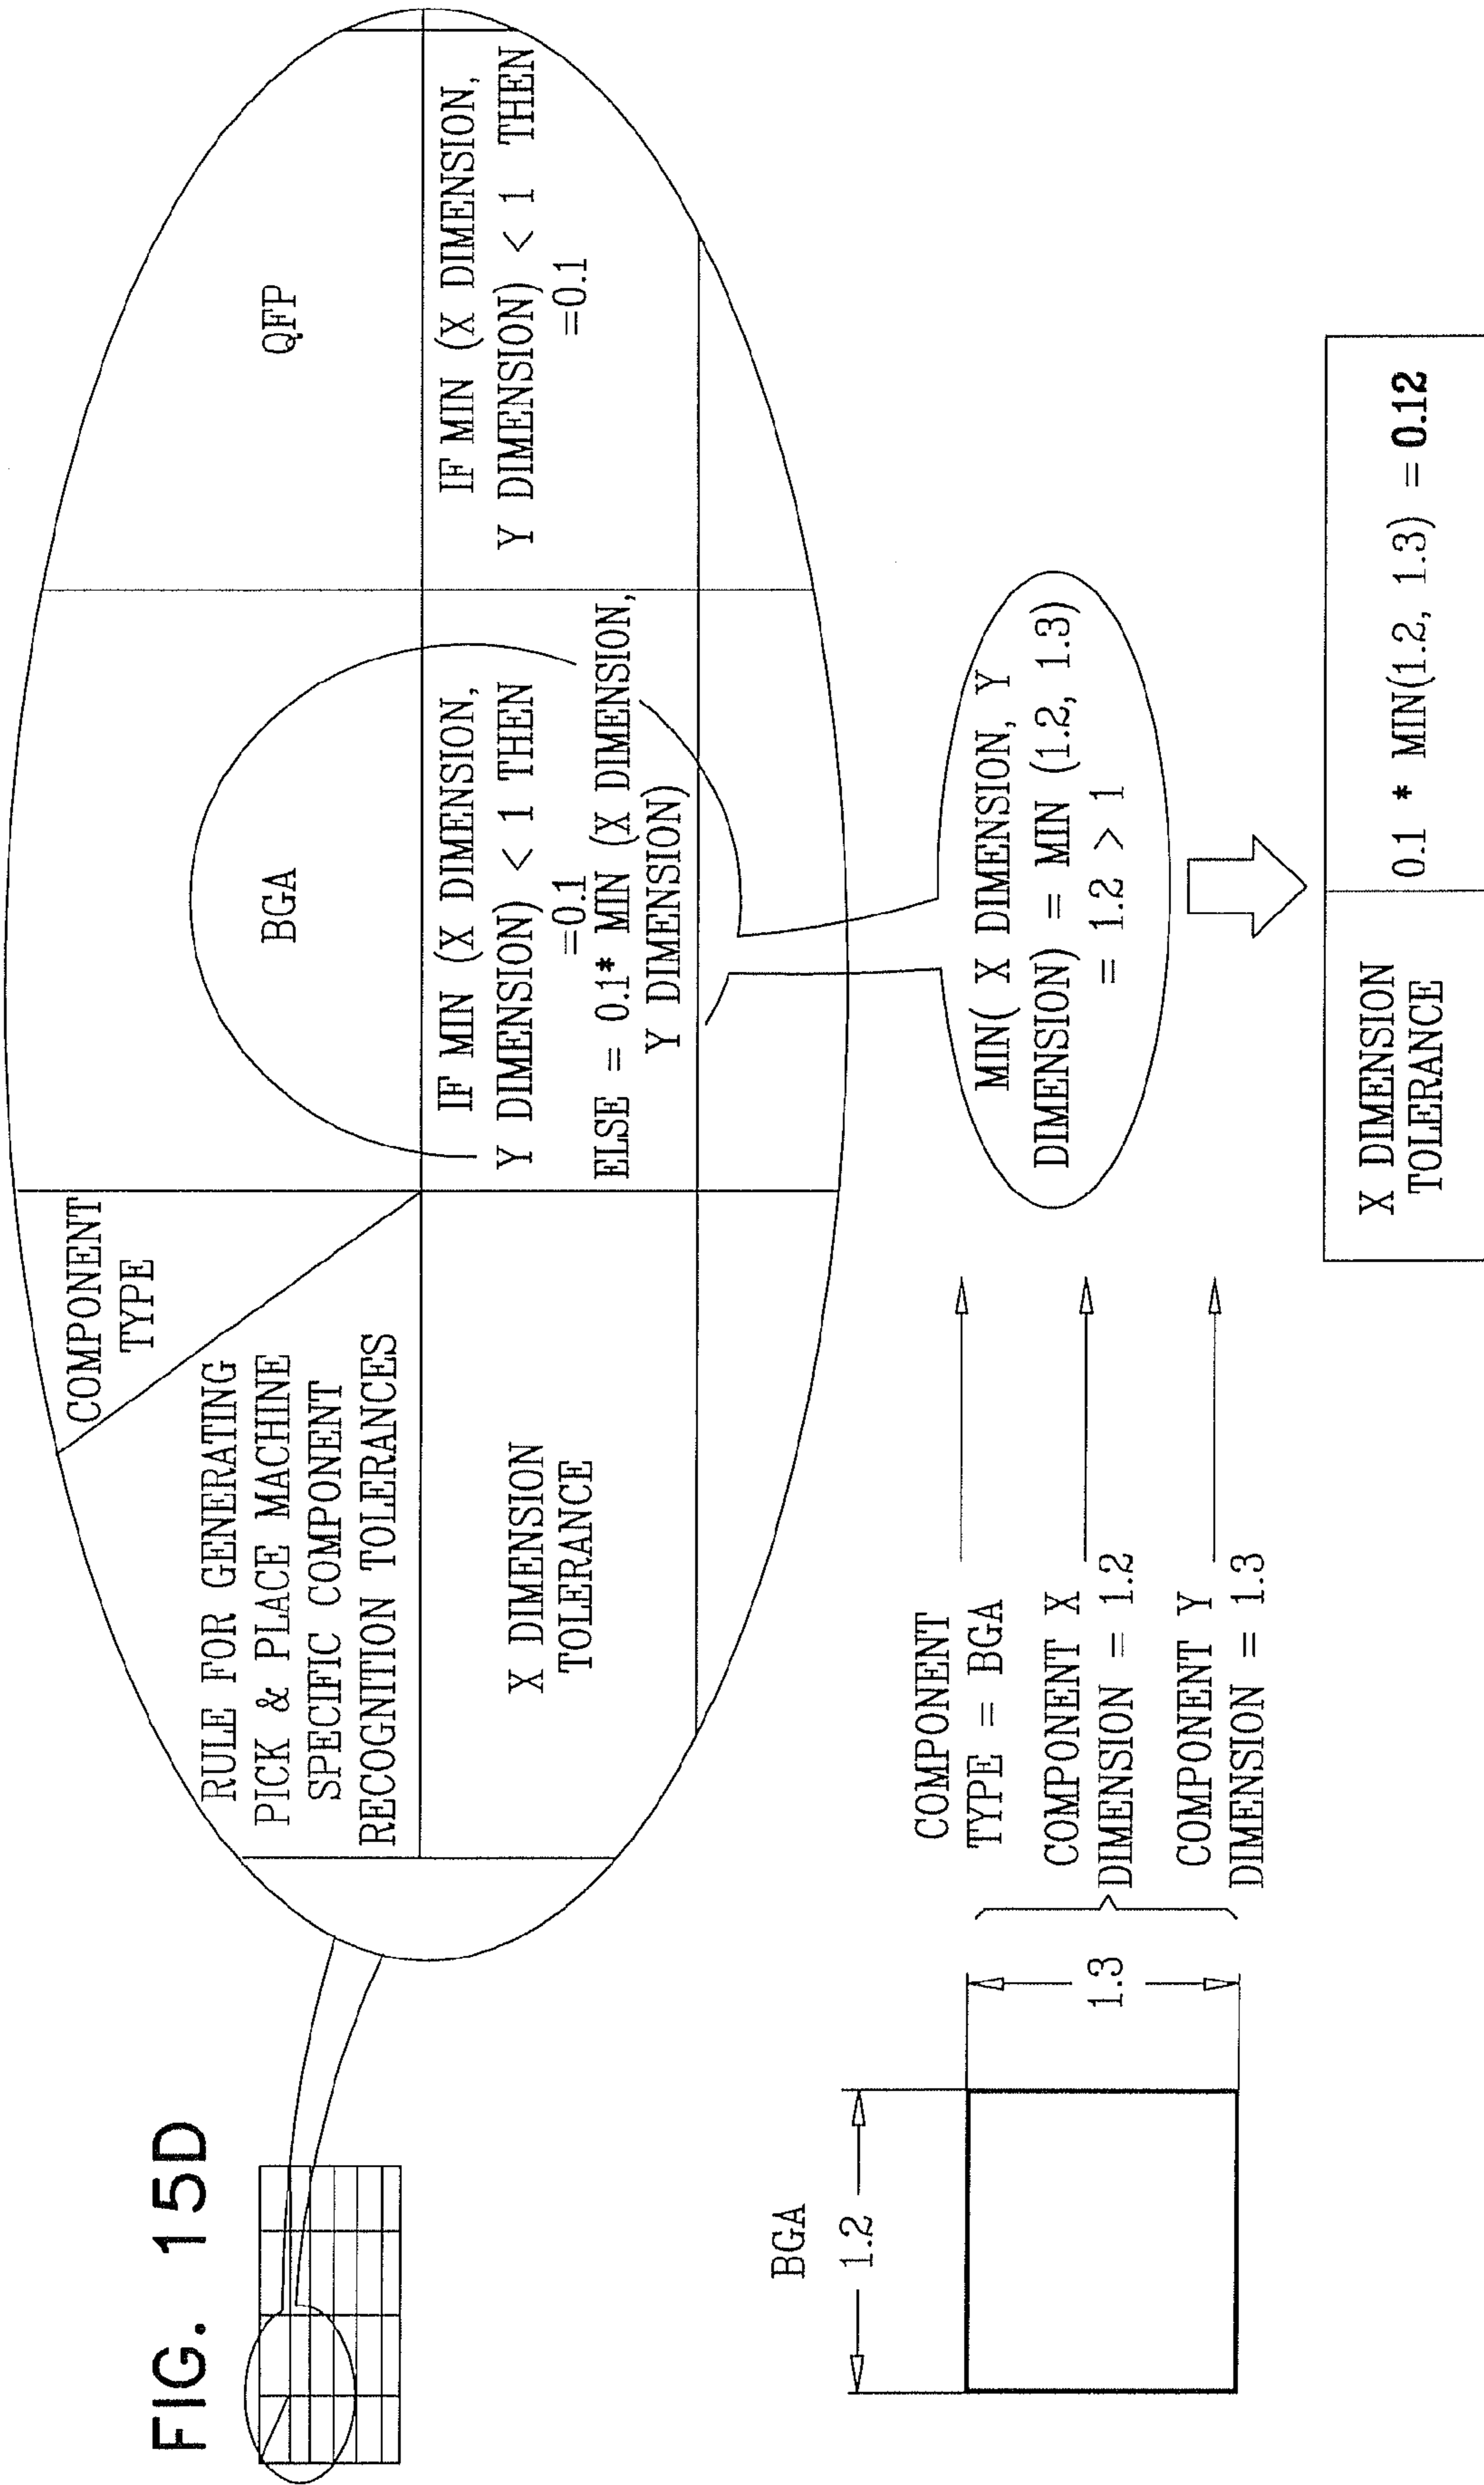 FIG. 15D
COMPONENT
TYPE
RULE FOR GENERATING
PICK & PLACE MACHINE
SPECIFIC COMPONENT
RECOGNITION TOLERANCES
BGA
QFP
X DIMENSION
TOLERANCE
IF MIN (X DIMENSION,
Y DIMENSION) < 1 THEN
=0.1
ELSE = 0.1* MIN (X DIMENSION,
Y DIMENSION)
IF MIN (X DIMENSION,
Y DIMENSION) < 1 THEN
=0.1
BGA
1.2
1.3
COMPONENT
TYPE = BGA
COMPONENT X
DIMENSION = 1.2
COMPONENT Y
DIMENSION = 1.3
MIN( X DIMENSION, Y
DIMENSION) = MIN (1.2, 1.3)
= 1.2 > 1
X DIMENSION
TOLERANCE
0.1 * MIN(1.2, 1.3) = 0.12